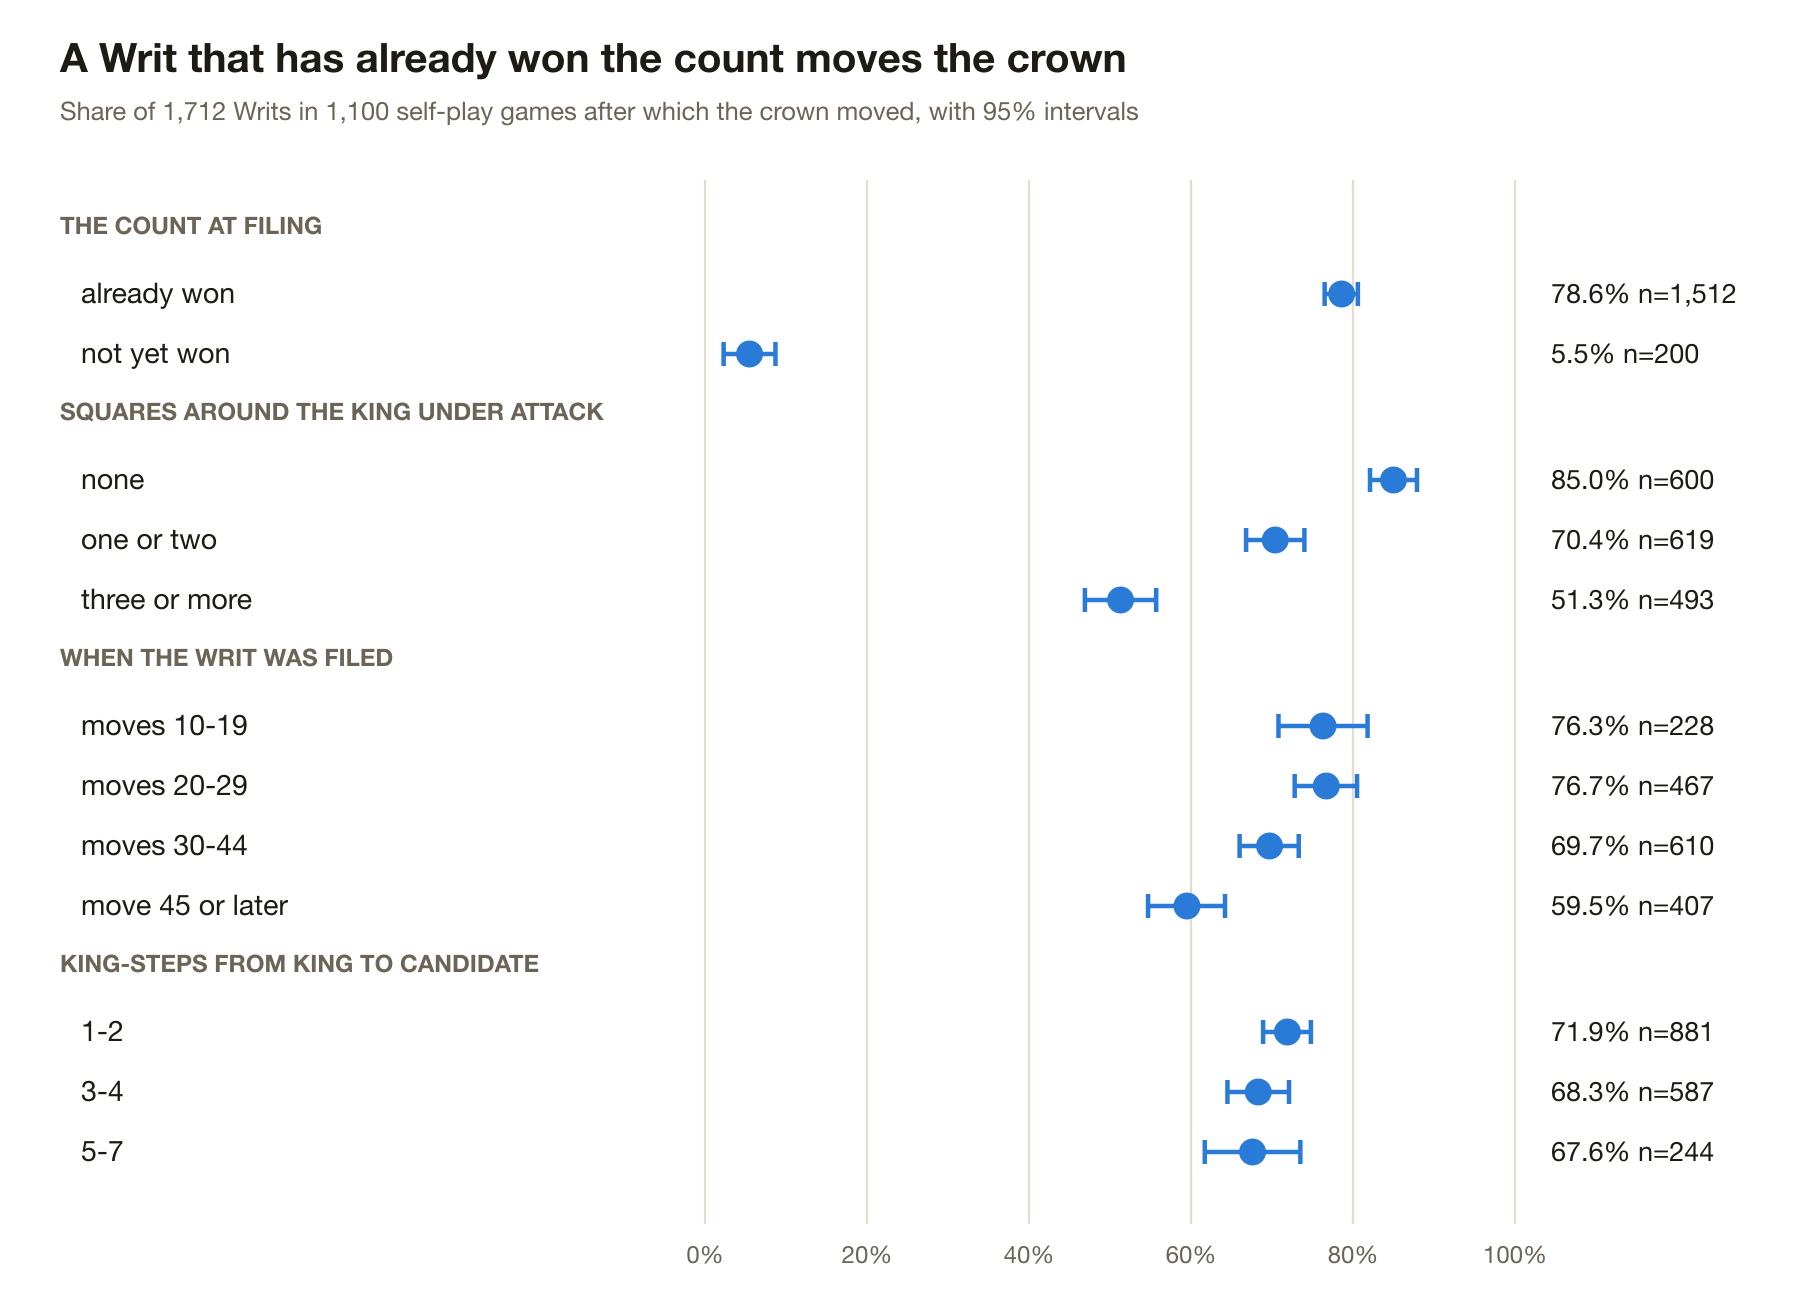 A Writ that has already won the count moves the crown
Share of 1,712 Writs in 1,100 self-play games after which the crown moved, with 95% intervals
THE COUNT AT FILING
already won 78.6% n=1,512
not yet won 5.5% n=200
SQUARES AROUND THE KING UNDER ATTACK
none 85.0% n=600
one or two 70.4% n=619
three or more 51.3% n=493
WHEN THE WRIT WAS FILED
moves 10-19 76.3% n=228
moves 20-29 76.7% n=467
moves 30-44 69.7% n=610
move 45 or later 59.5% n=407
KING-STEPS FROM KING TO CANDIDATE
1-2 71.9% n=881
3-4 68.3% n=587
5-7 67.6% n=244
0% 20% 40% 60% 80% 100%